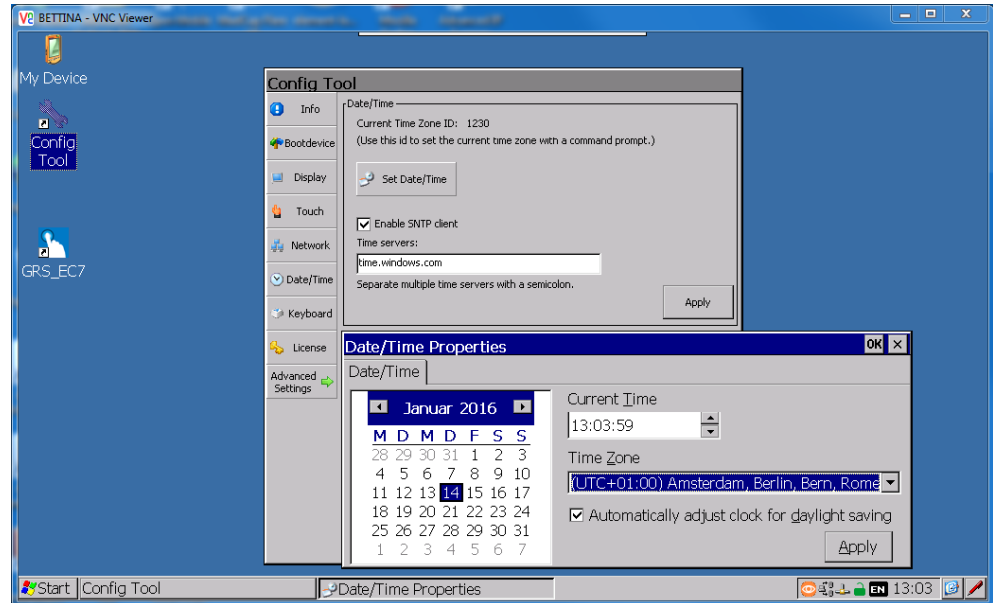 BETTINA - VNC Viewer
My Device
Config
Tool
GRS_EC7
Config Tool
Info
Bootdevice
Display
Touch
Network
Date/Time
Keyboard
License
Advanced
Settings
Date/Time
Current Time Zone ID: 1230
(Use this id to set the current time zone with a command prompt.)
Set Date/Time
Enable SNTP client
Time servers:
time.windows.com
Separate multiple time servers with a semicolon.
Apply
Date/Time Properties
OK
Date/Time
Januar 2016
M D M D F S S
28 29 30 31 1 2 3
4 5 6 7 8 9 10
11 12 13 14 15 16 17
18 19 20 21 22 23 24
25 26 27 28 29 30 31
1 2 3 4 5 6 7
Current Time
13:03:59
Time Zone
(UTC+01:00) Amsterdam, Berlin, Bern, Rome
Automatically adjust clock for daylight saving
Apply
Start
Config Tool
Date/Time Properties
EN
13:03